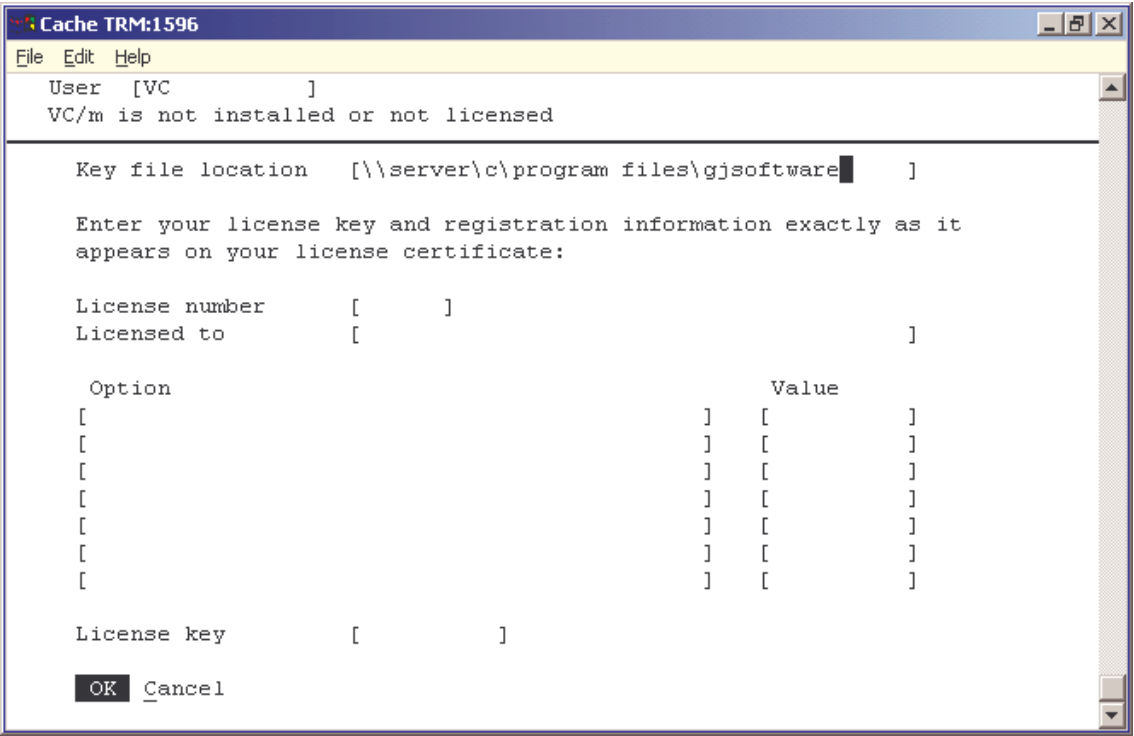 Cache TRM:1596
File Edit Help
User [VC ]
VC/m is not installed or not licensed
Key file location [\\server\c\program files\gjsoftware ]
Enter your license key and registration information exactly as it
appears on your license certificate:
License number [ ]
Licensed to [ ]
Option Value
[ ] [ ]
[ ] [ ]
[ ] [ ]
[ ] [ ]
[ ] [ ]
[ ] [ ]
[ ] [ ]
License key [ ]
OK Cancel